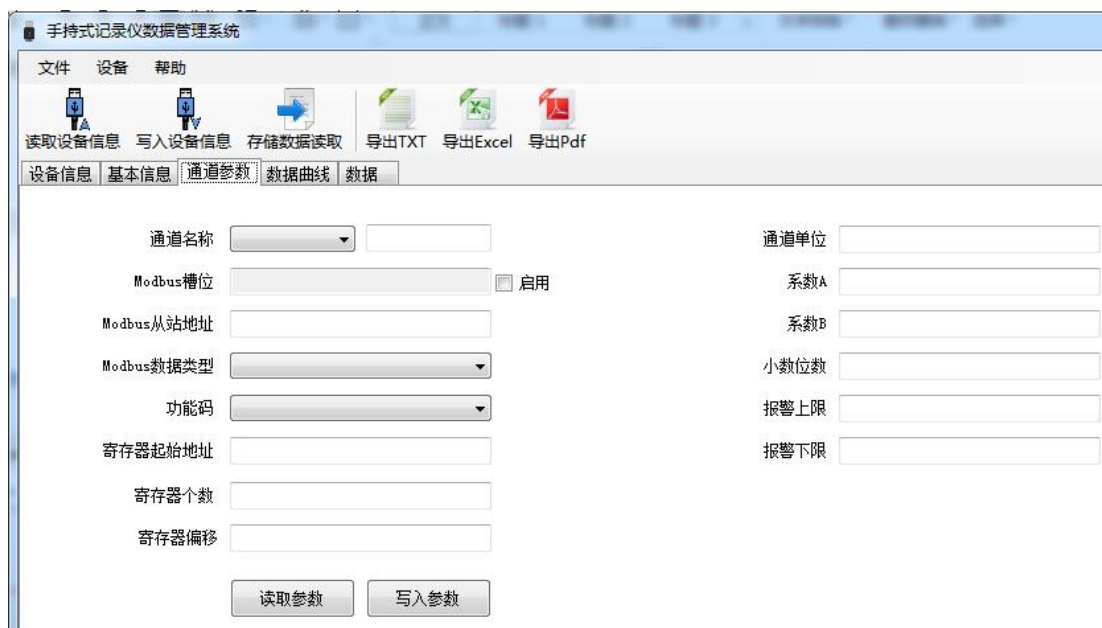 手持式记录仪数据管理系统
文件 设备 帮助
读取设备信息 写入设备信息 存储数据读取 导出TXT 导出Excel 导出Pdf
设备信息 基本信息 通道参数 数据曲线 数据
通道名称 通道单位
Modbus槽位 启用 系数A
Modbus从站地址 系数B
Modbus数据类型 小数位数
功能码 报警上限
寄存器起始地址 报警下限
寄存器个数
寄存器偏移
读取参数 写入参数